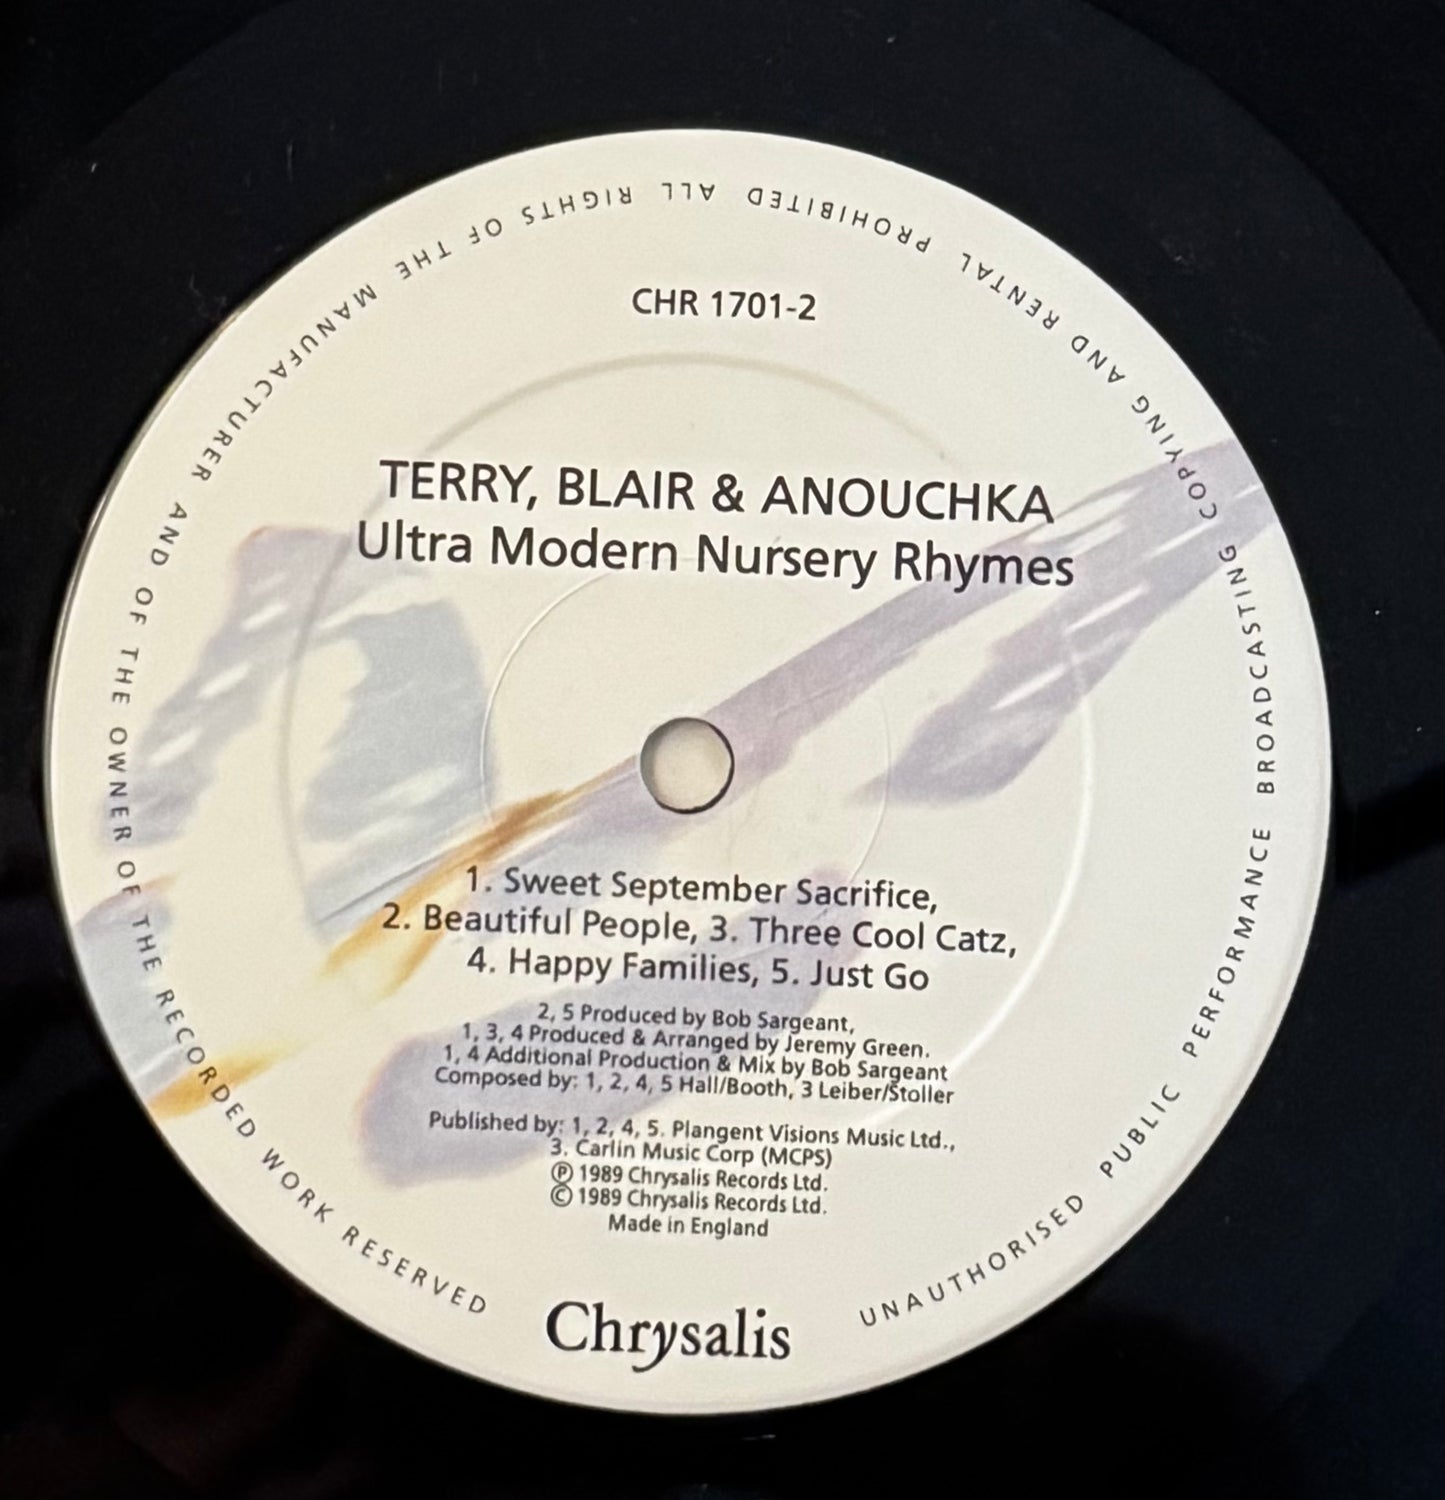 CHR 1701-2
TERRY, BLAIR & ANOUCHKA
Ultra Modern Nursery Rhymes
1. Sweet September Sacrifice,
2. Beautiful People, 3. Three Cool Catz,
4. Happy Families, 5. Just Go
2, 5 Produced by Bob Sargeant,
1, 3, 4 Produced & Arranged by Jeremy Green.
1, 4 Additional Production & Mix by Bob Sargeant
Composed by: 1, 2, 4, 5 Hall/Booth, 3 Leiber/Stoller
Published by: 1, 2, 4, 5. Plangent Visions Music Ltd.,
3. Carlin Music Corp (MCPS)
℗ 1989 Chrysalis Records Ltd.
© 1989 Chrysalis Records Ltd.
Made in England
Chrysalis
UNAUTHORISED PUBLIC PERFORMANCE BROADCASTING COPYING AND RENTAL PROHIBITED ALL RIGHTS OF THE MANUFACTURER AND OF THE OWNER OF THE RECORDED WORK RESERVED